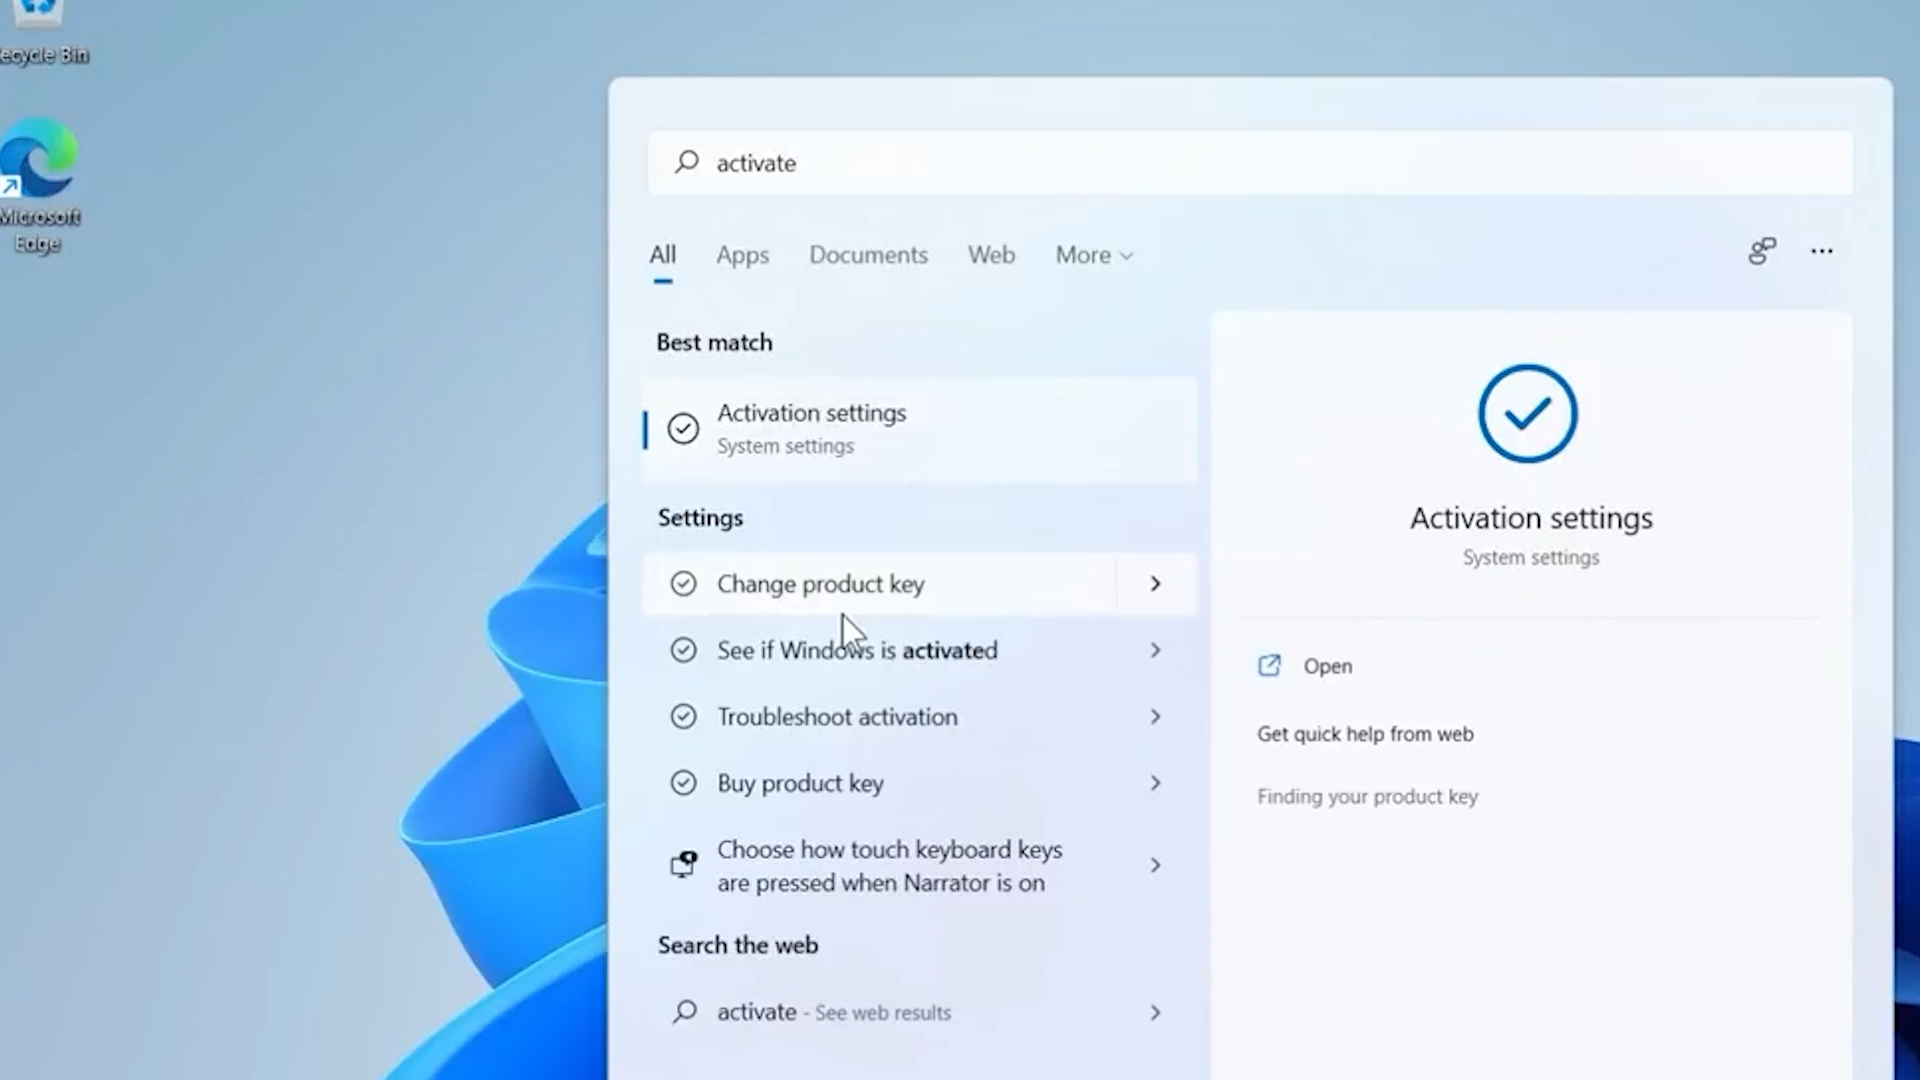 ecycle Bin
Microsoft
Edge
activate
All Apps Documents Web More
Best match
Activation settings
System settings
Settings
Change product key
See if Windows is activated
Troubleshoot activation
Buy product key
Choose how touch keyboard keys
are pressed when Narrator is on
Search the web
activate - See web results
Activation settings
System settings
Open
Get quick help from web
Finding your product key